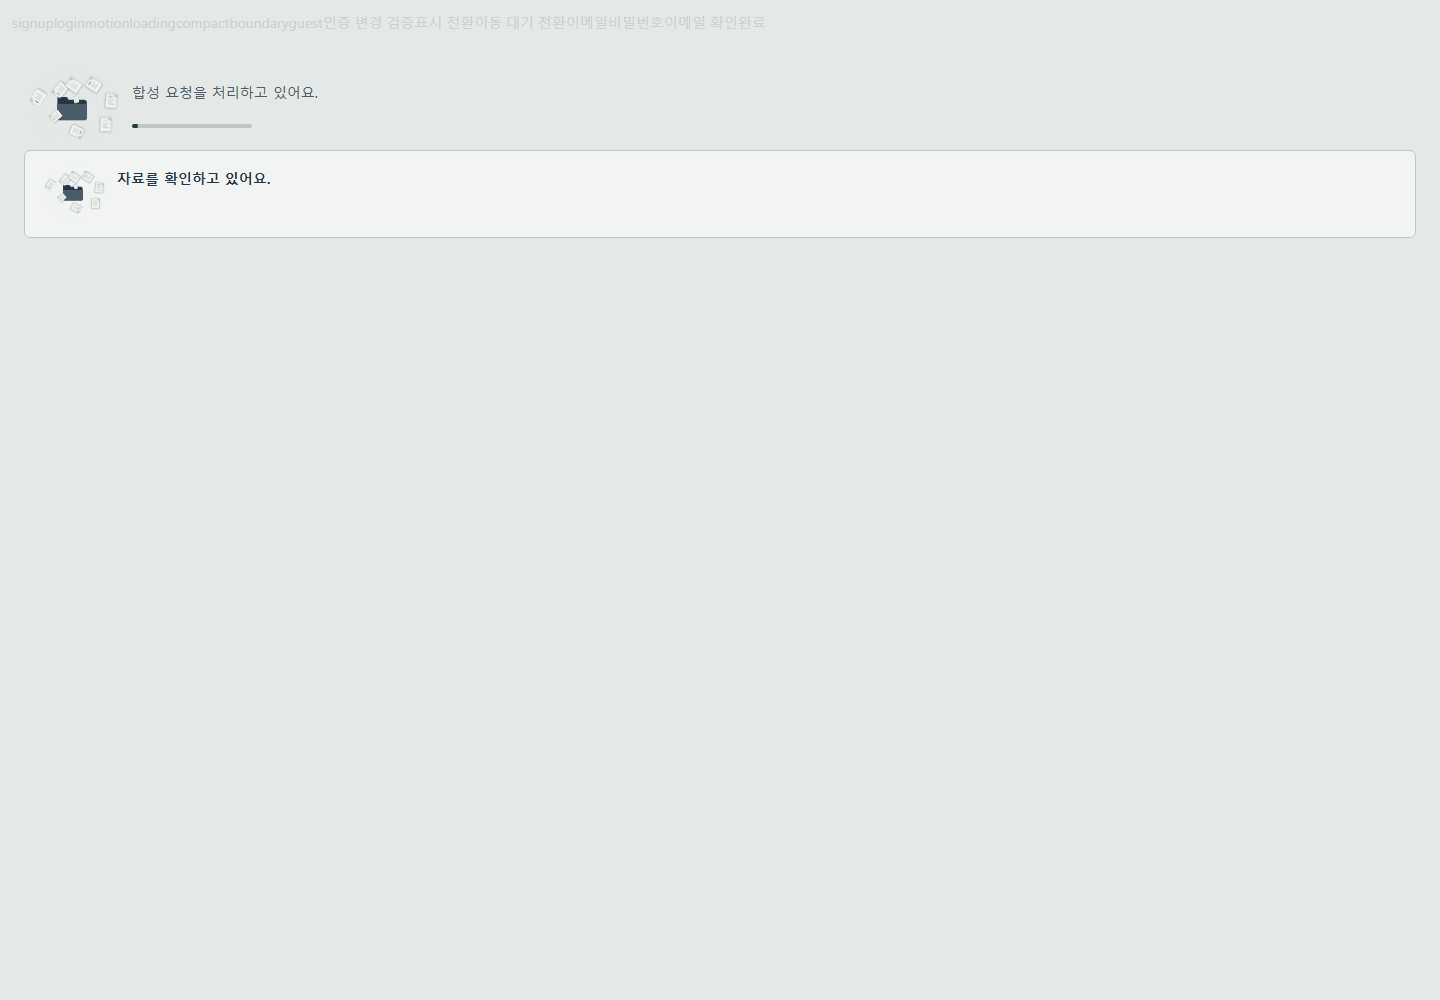 signuploginmotionloadingcompactboundaryguest인증 변경 검증표시 전환이동 대기 전환이메일비밀번호이메일 확인완료
합성 요청을 처리하고 있어요.
자료를 확인하고 있어요.